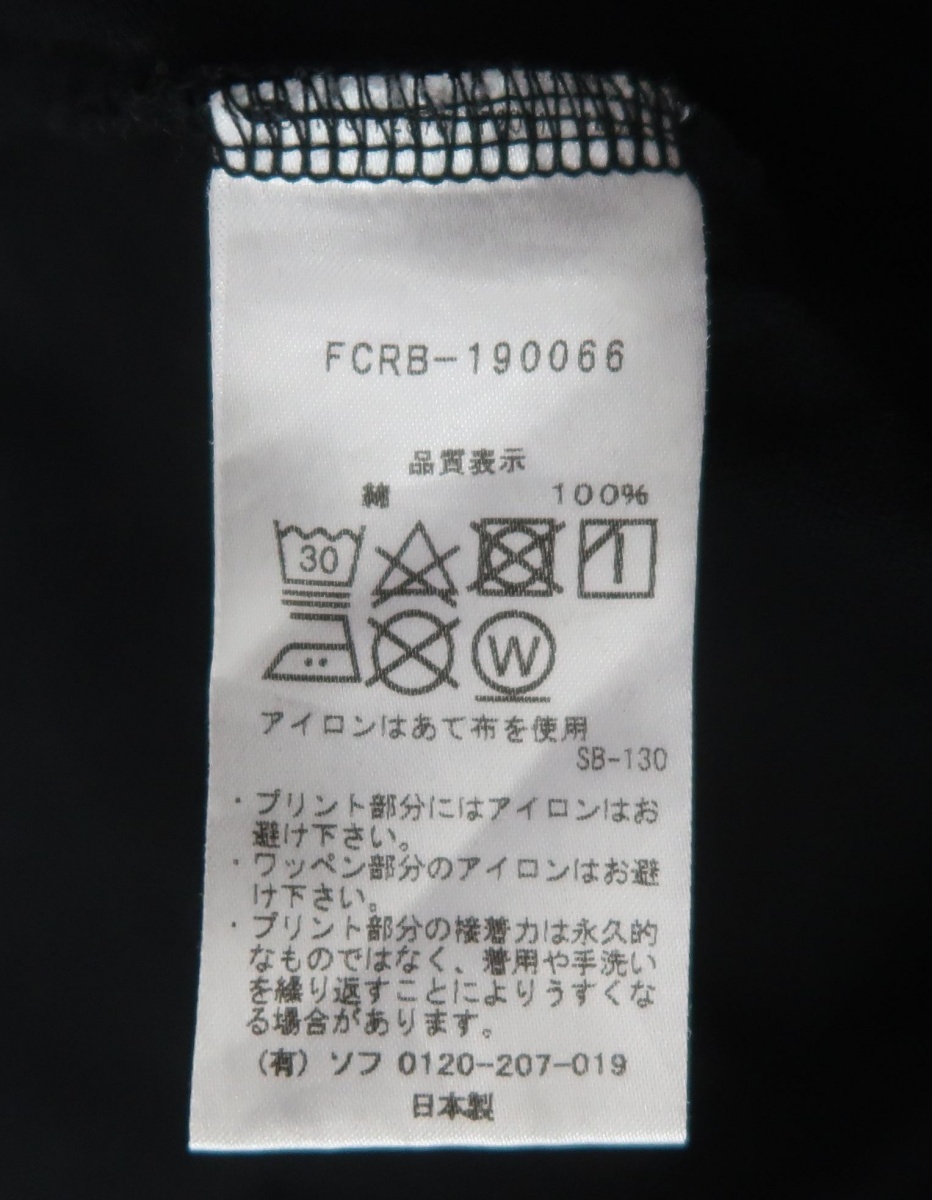 FCRB-190066
品質表示
綿 100%
30
W
アイロンはあて布を使用
SB-130
・プリント部分にはアイロンはお
避け下さい。
・ワッペン部分のアイロンはお避
け下さい。
・プリント部分の接着力は永久的
なものではなく、着用や手洗い
を繰り返すことによりうすくな
る場合があります。
(有) ソフ 0120-207-019
日本製